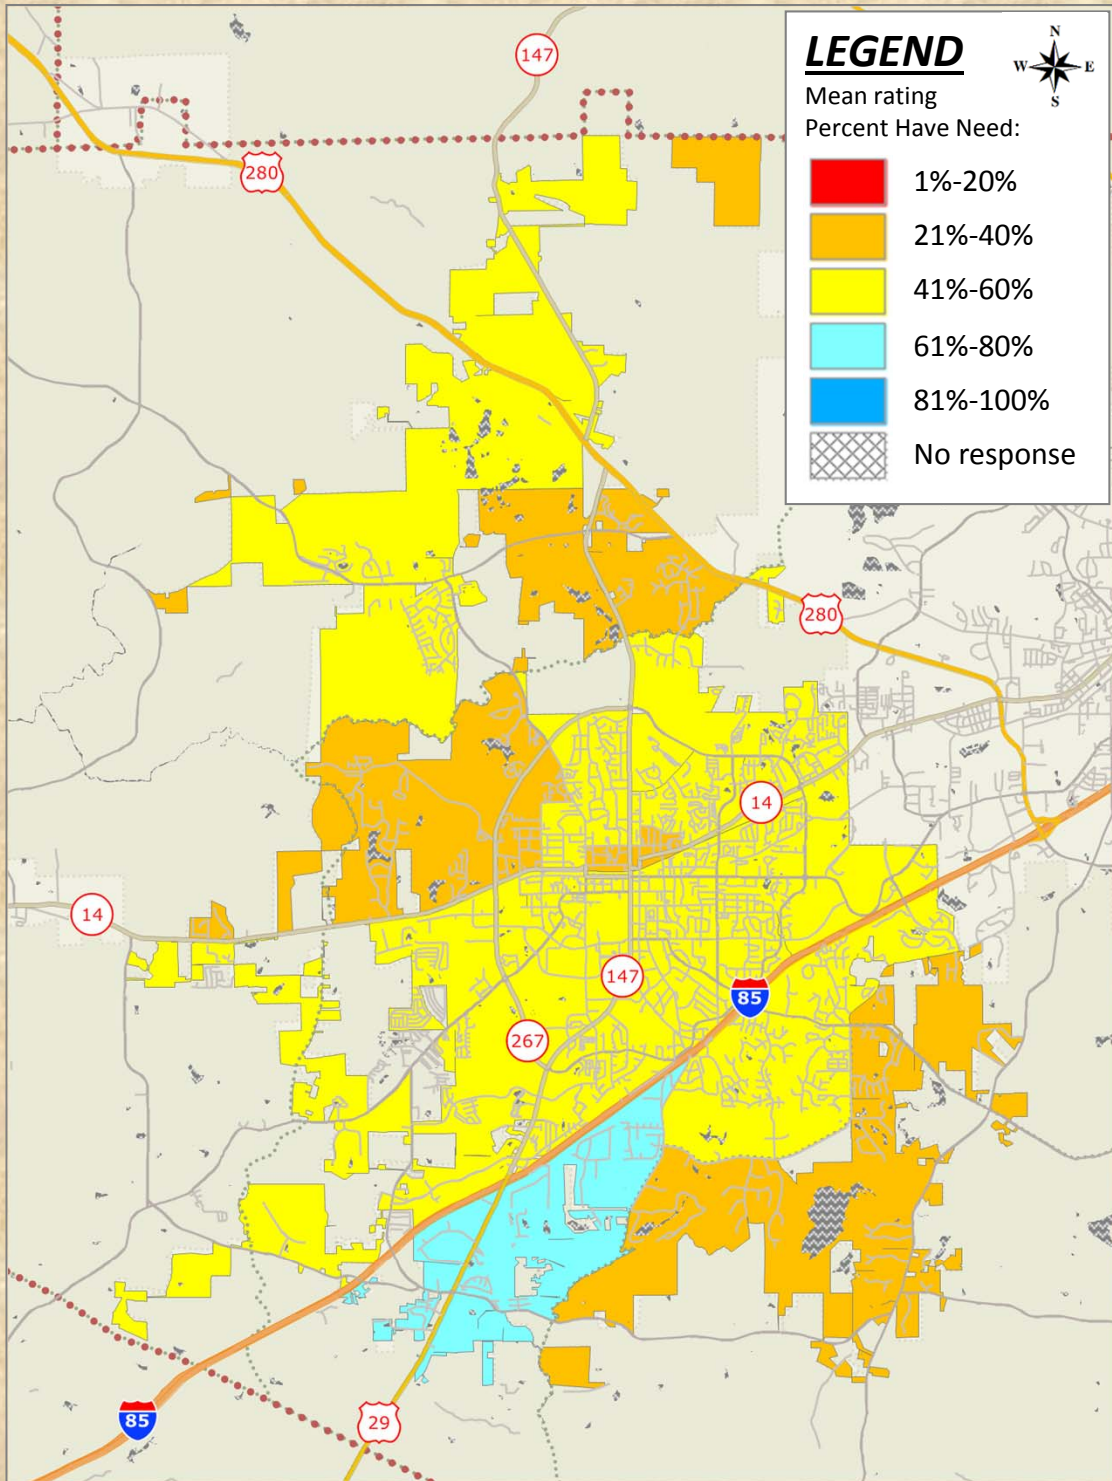 LEGEND
N
W E
S
Mean rating
Percent Have Need:
1%-20%
21%-40%
41%-60%
61%-80%
81%-100%
No response
147
280
280
14
14
147
85
267
85
29